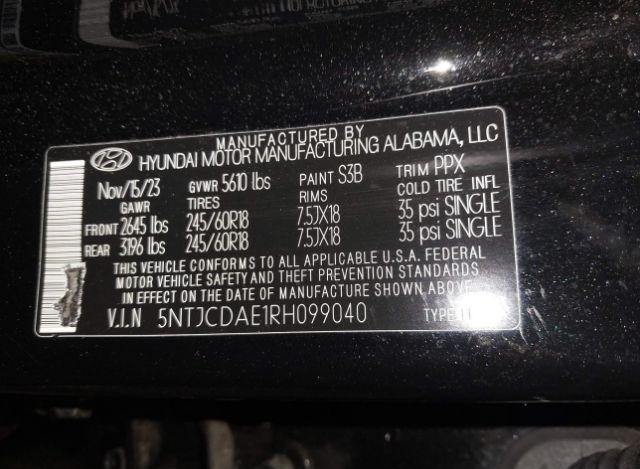 MANUFACTURED BY
HYUNDAI MOTOR MANUFACTURING ALABAMA, LLC
Nov/15/23 GVWR 5610 lbs PAINT S3B TRIM PPX
GAWR TIRES RIMS COLD TIRE INFL
FRONT 2645 lbs 245/60R18 7.5JX18 35 psi SINGLE
REAR 3196 lbs 245/60R18 7.5JX18 35 psi SINGLE
THIS VEHICLE CONFORMS TO ALL APPLICABLE U.S.A. FEDERAL
MOTOR VEHICLE SAFETY AND THEFT PREVENTION STANDARDS
IN EFFECT ON THE DATE OF MANUFACTURE SHOWN ABOVE.
V.I.N 5NTJCDAE1RH099040 TYPE